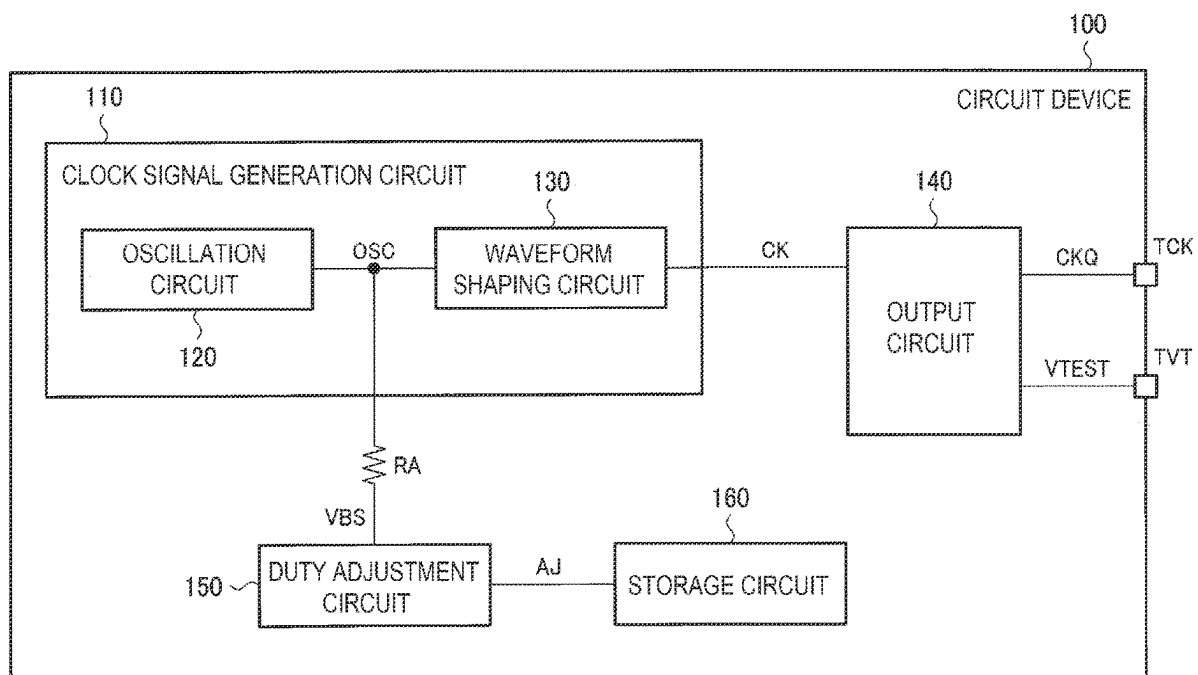 100
CIRCUIT DEVICE
110
CLOCK SIGNAL GENERATION CIRCUIT
130
140
OSCILLATION
CIRCUIT
OSC
WAVEFORM
SHAPING CIRCUIT
CK
OUTPUT
CIRCUIT
CKQ
TCK
120
VTEST
TVT
RA
VBS
160
150
DUTY ADJUSTMENT
CIRCUIT
AJ
STORAGE CIRCUIT